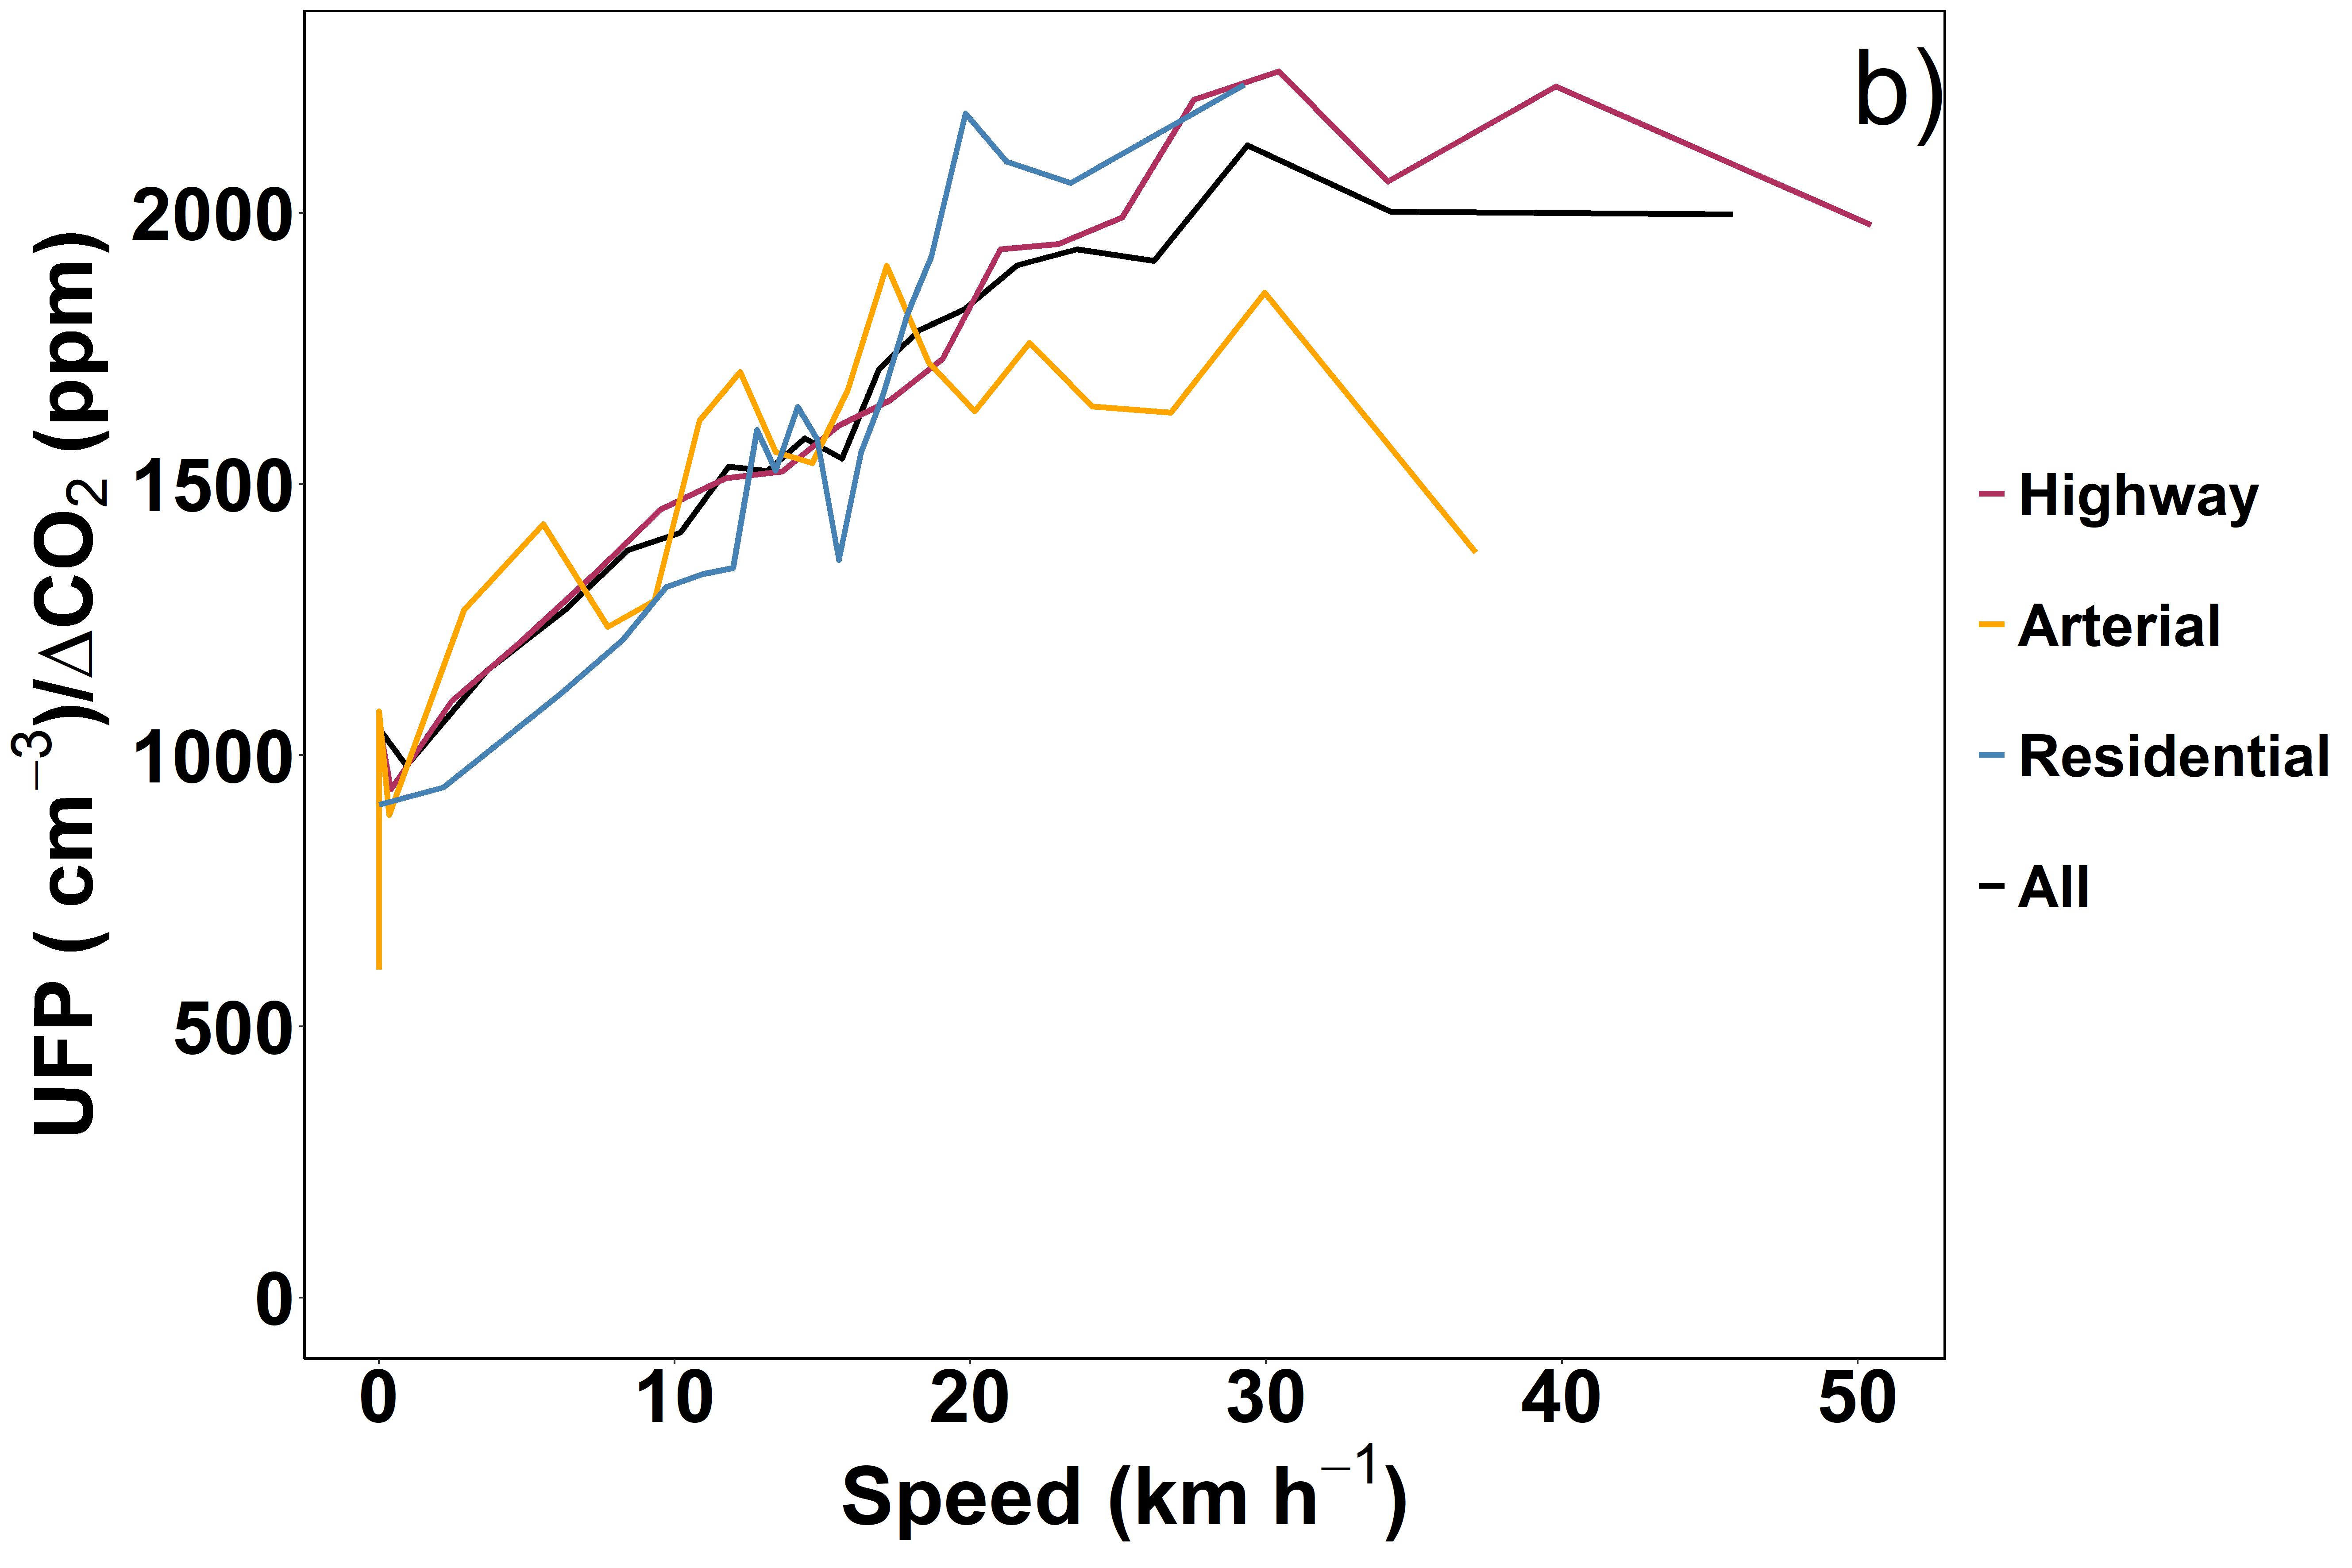 b)
UFP ( cm⁻³)/ΔCO₂ (ppm)
2000
1500
1000
500
0
0 10 20 30 40 50
Speed (km h⁻¹)
Highway
Arterial
Residential
All